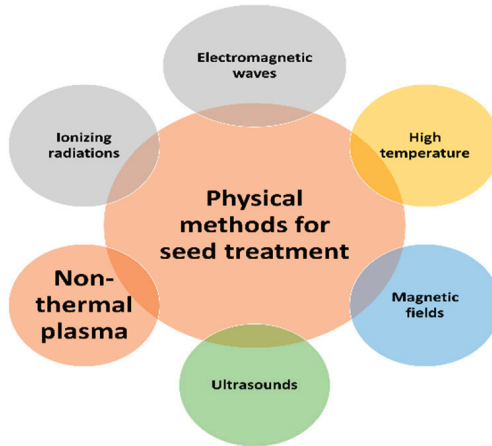 Electromagnetic
waves
Ionizing
radiations
High
temperature
Physical
methods for
seed treatment
Non-
thermal
plasma
Magnetic
fields
Ultrasounds